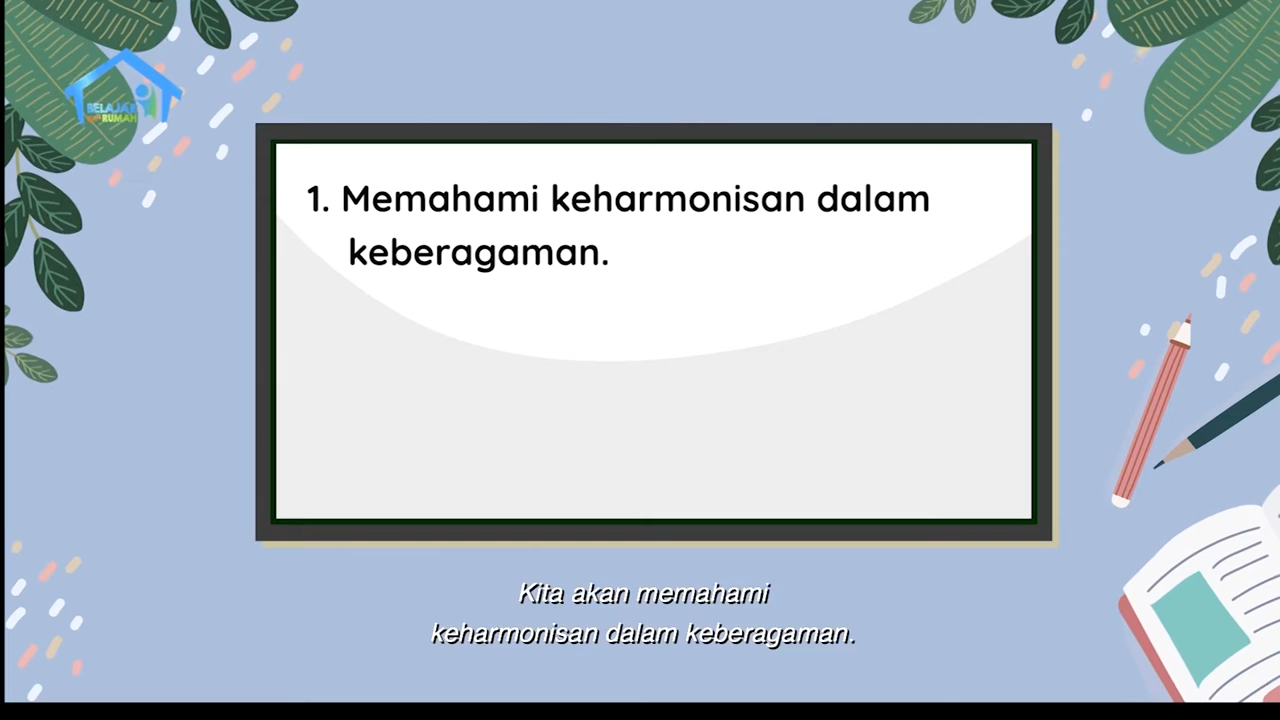 BELAJAR
RUMAH
1. Memahami keharmonisan dalam
keberagaman.
Kita akan memahami
keharmonisan dalam keberagaman.